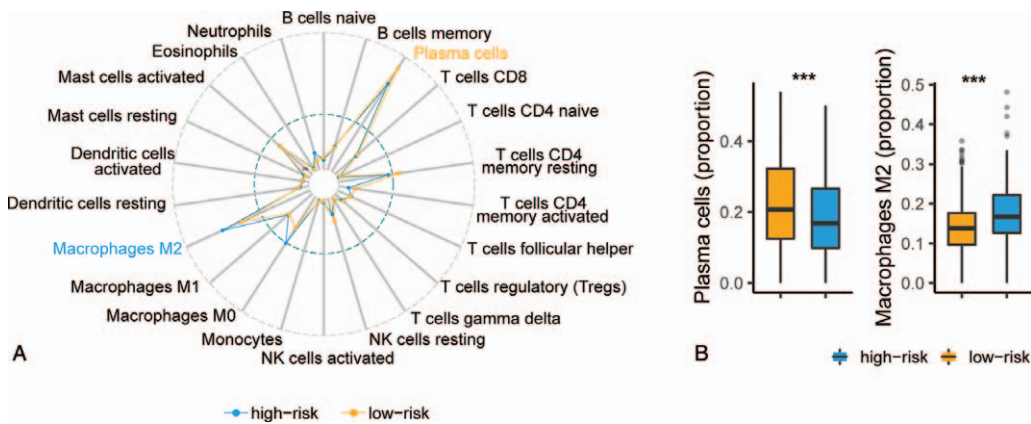 B cells naive
Neutrophils
B cells memory
Eosinophils
Plasma cells
Mast cells activated
T cells CD8
Mast cells resting
T cells CD4 naive
Dendritic cells
activated
T cells CD4
memory resting
Dendritic cells resting
T cells CD4
memory activated
Macrophages M2
T cells follicular helper
Macrophages M1
T cells regulatory (Tregs)
Macrophages M0
T cells gamma delta
Monocytes
NK cells resting
NK cells activated
A
high-risk
low-risk
Plasma cells (proportion)
0.4
0.2
0.0
***
Macrophages M2 (proportion)
0.5
0.4
0.3
0.2
0.1
0.0
***
B
high-risk
low-risk